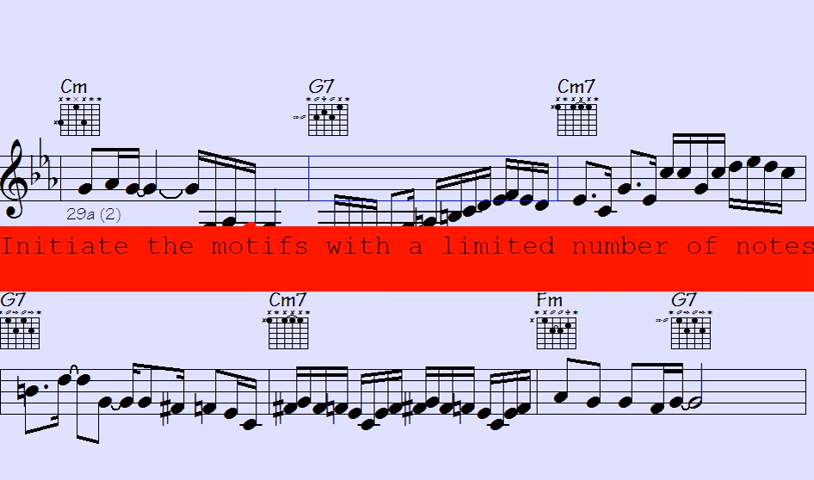 Cm G7 Cm7
29a (2)
Initiate the motifs with a limited number of notes
G7 Cm7 Fm G7